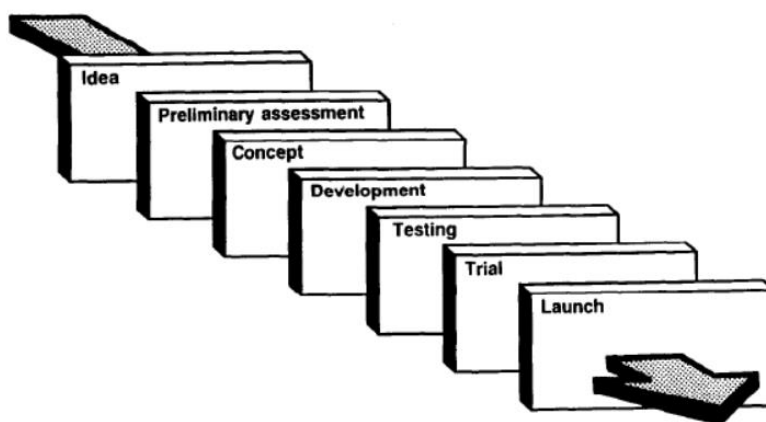 Idea
Preliminary assessment
Concept
Development
Testing
Trial
Launch